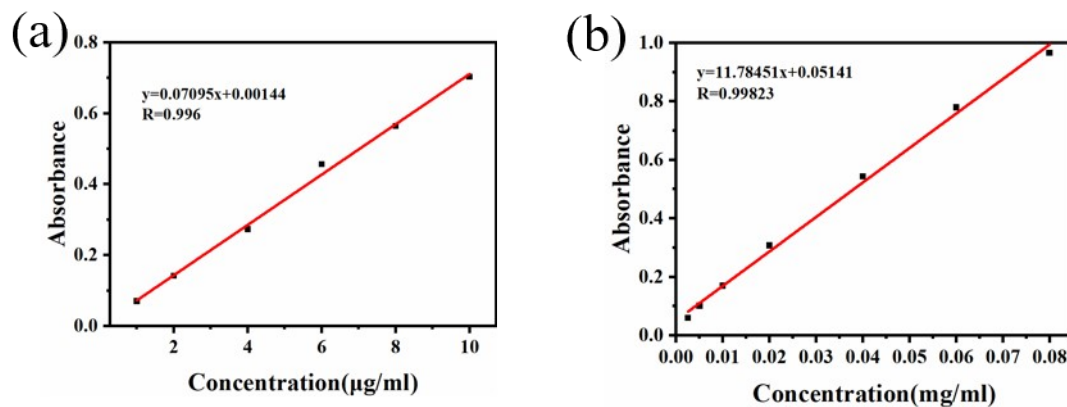 (a)
0.8
0.6
0.4
0.2
0.0
Absorbance
y=0.07095x+0.00144
R=0.996
2 4 6 8 10
Concentration(μg/ml)
(b)
1.0
0.8
0.6
0.4
0.2
0.0
Absorbance
y=11.78451x+0.05141
R=0.99823
0.00 0.01 0.02 0.03 0.04 0.05 0.06 0.07 0.08
Concentration(mg/ml)